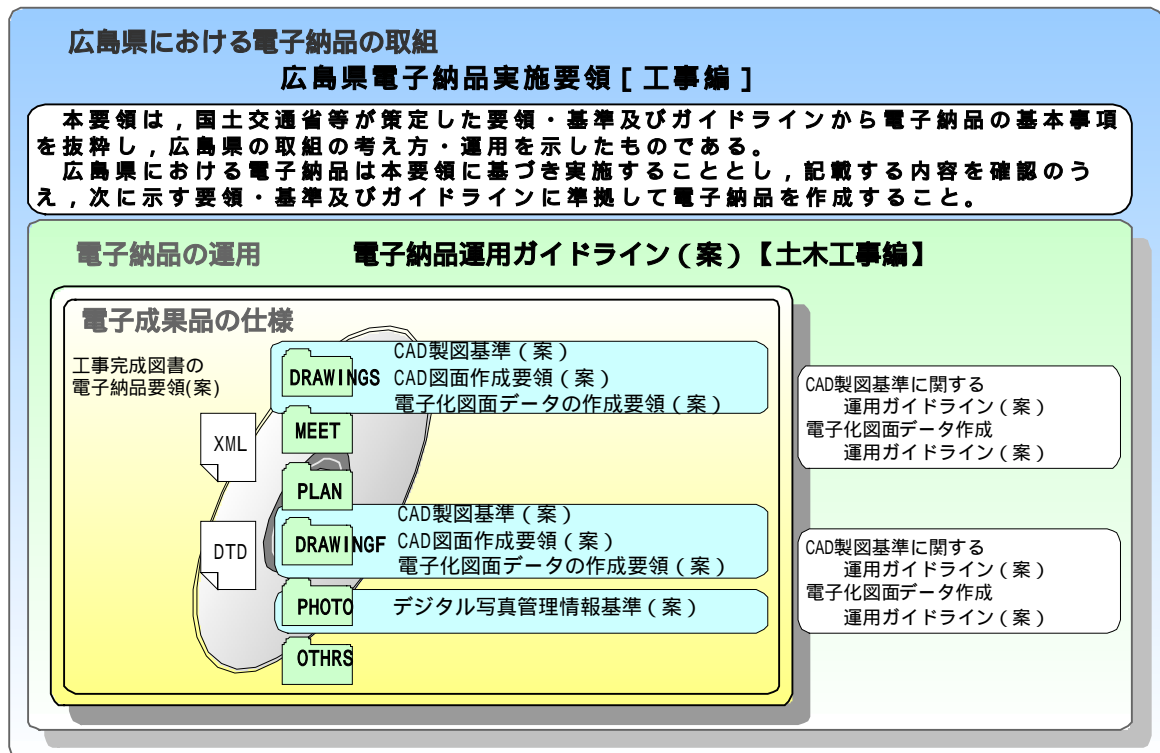 広島県における電子納品の取組
広島県電子納品実施要領［工事編］
本要領は，国土交通省等が策定した要領・基準及びガイドラインから電子納品の基本事項
を抜粋し，広島県の取組の考え方・運用を示したものである。
広島県における電子納品は本要領に基づき実施することとし，記載する内容を確認のう
え，次に示す要領・基準及びガイドラインに準拠して電子納品を作成すること。
電子納品の運用　電子納品運用ガイドライン（案）【土木工事編】
電子成果品の仕様
工事完成図書の
電子納品要領(案)
XML
DTD
DRAWINGS
CAD製図基準（案）
CAD図面作成要領（案）
電子化図面データの作成要領（案）
MEET
PLAN
DRAWINGF
CAD製図基準（案）
CAD図面作成要領（案）
電子化図面データの作成要領（案）
PHOTO
デジタル写真管理情報基準（案）
OTHRS
CAD製図基準に関する
運用ガイドライン（案）
電子化図面データ作成
運用ガイドライン（案）
CAD製図基準に関する
運用ガイドライン（案）
電子化図面データ作成
運用ガイドライン（案）